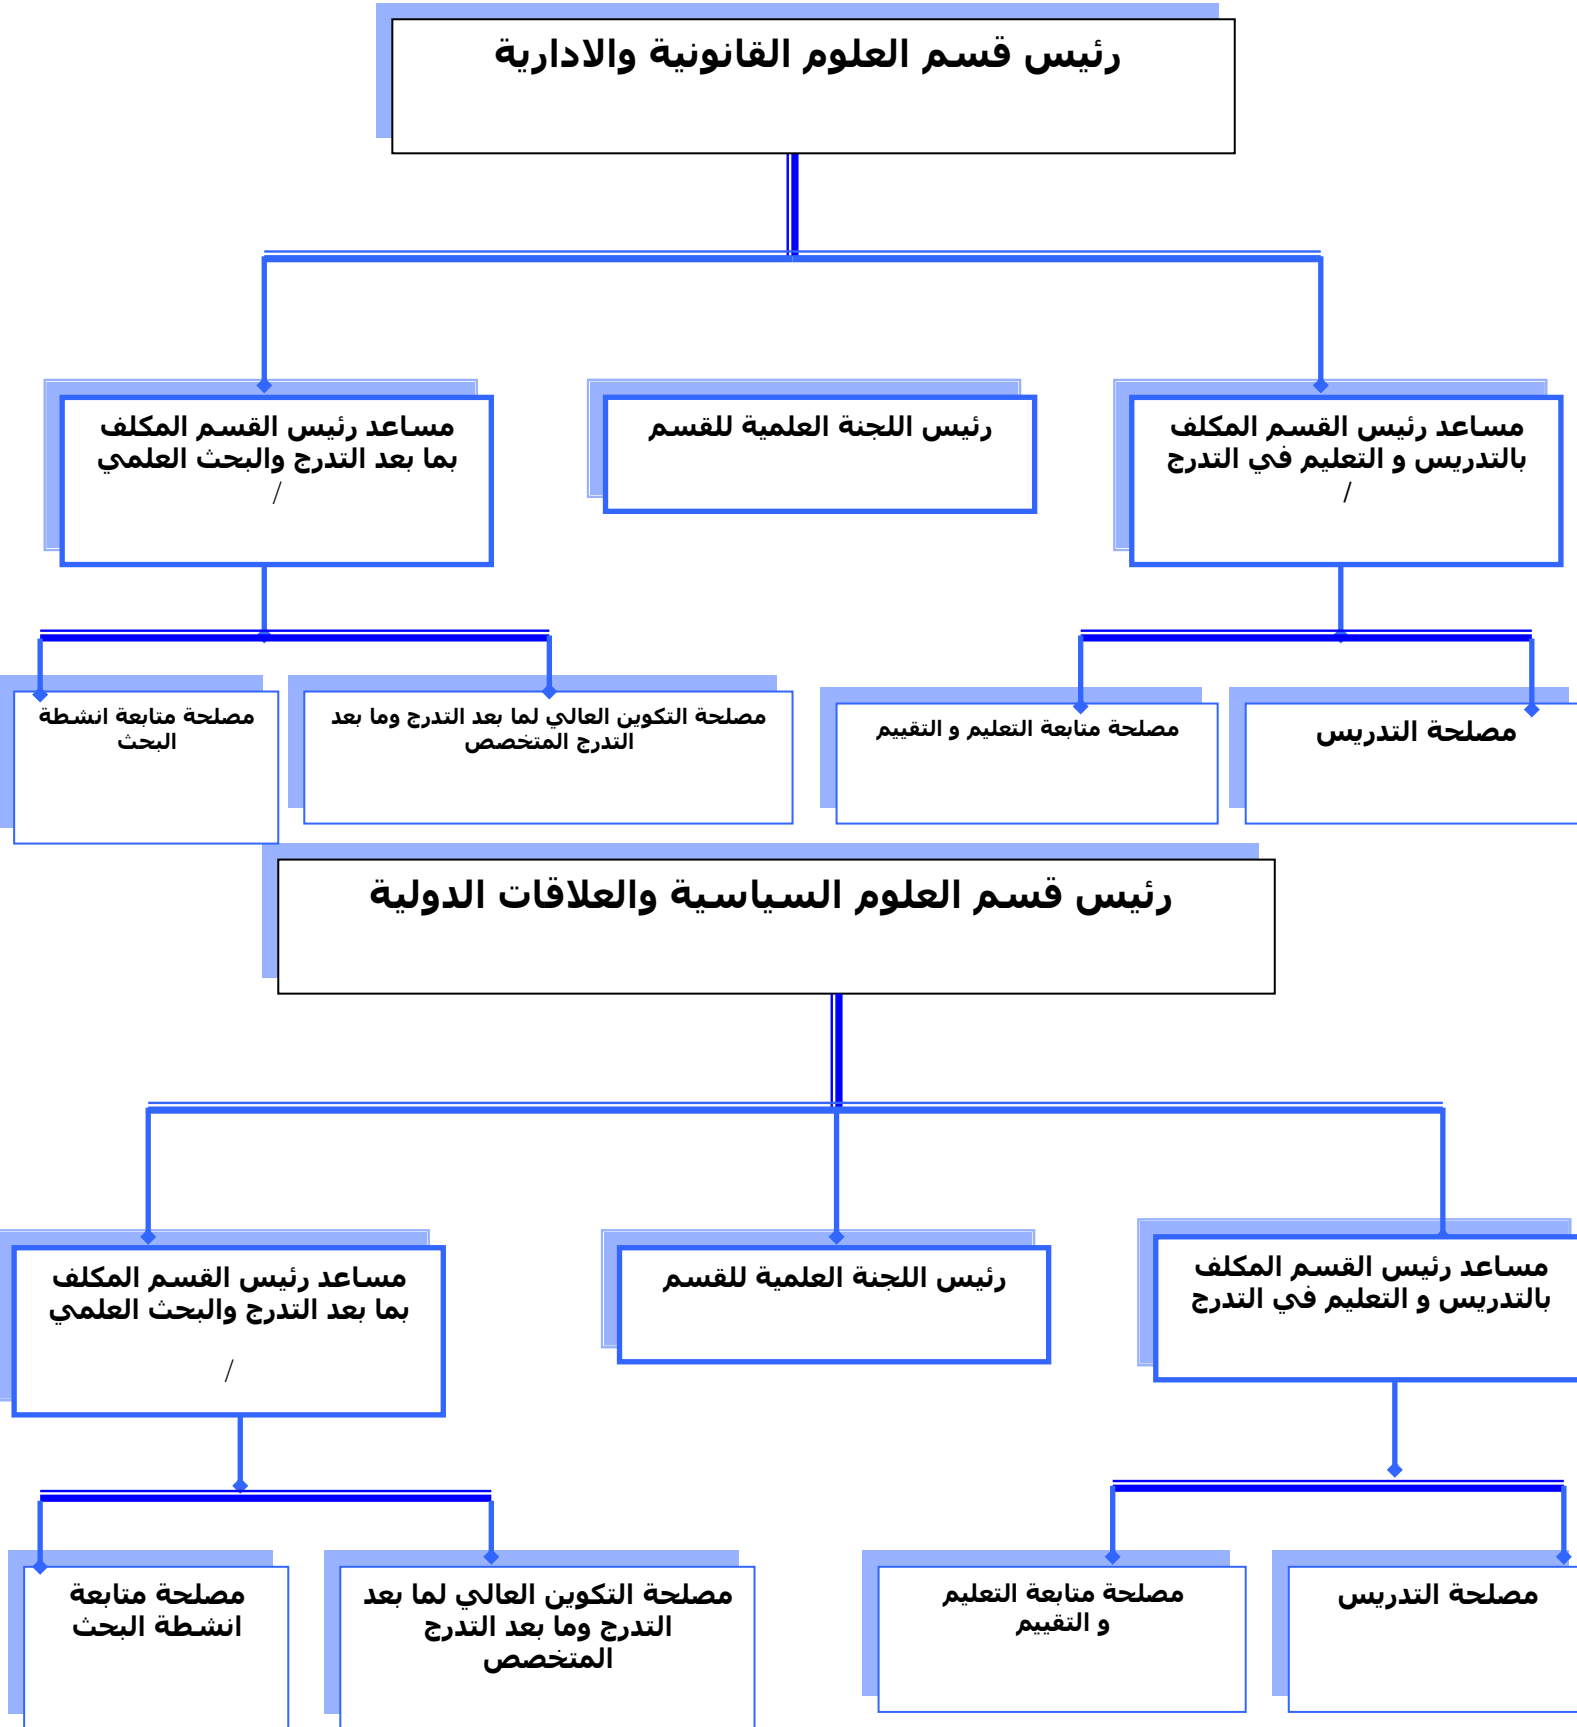 رئيس قسم العلوم القانونية والادارية
مساعد رئيس القسم المكلف
بالتدريس و التعليم في التدرج
/
رئيس اللجنة العلمية للقسم
مساعد رئيس القسم المكلف
بما بعد التدرج والبحث العلمي
/
مصلحة التدريس
مصلحة متابعة التعليم و التقييم
مصلحة التكوين العالي لما بعد التدرج وما بعد
التدرج المتخصص
مصلحة متابعة انشطة
البحث
رئيس قسم العلوم السياسية والعلاقات الدولية
مساعد رئيس القسم المكلف
بالتدريس و التعليم في التدرج
رئيس اللجنة العلمية للقسم
مساعد رئيس القسم المكلف
بما بعد التدرج والبحث العلمي
/
مصلحة التدريس
مصلحة متابعة التعليم
و التقييم
مصلحة التكوين العالي لما بعد
التدرج وما بعد التدرج
المتخصص
مصلحة متابعة
انشطة البحث